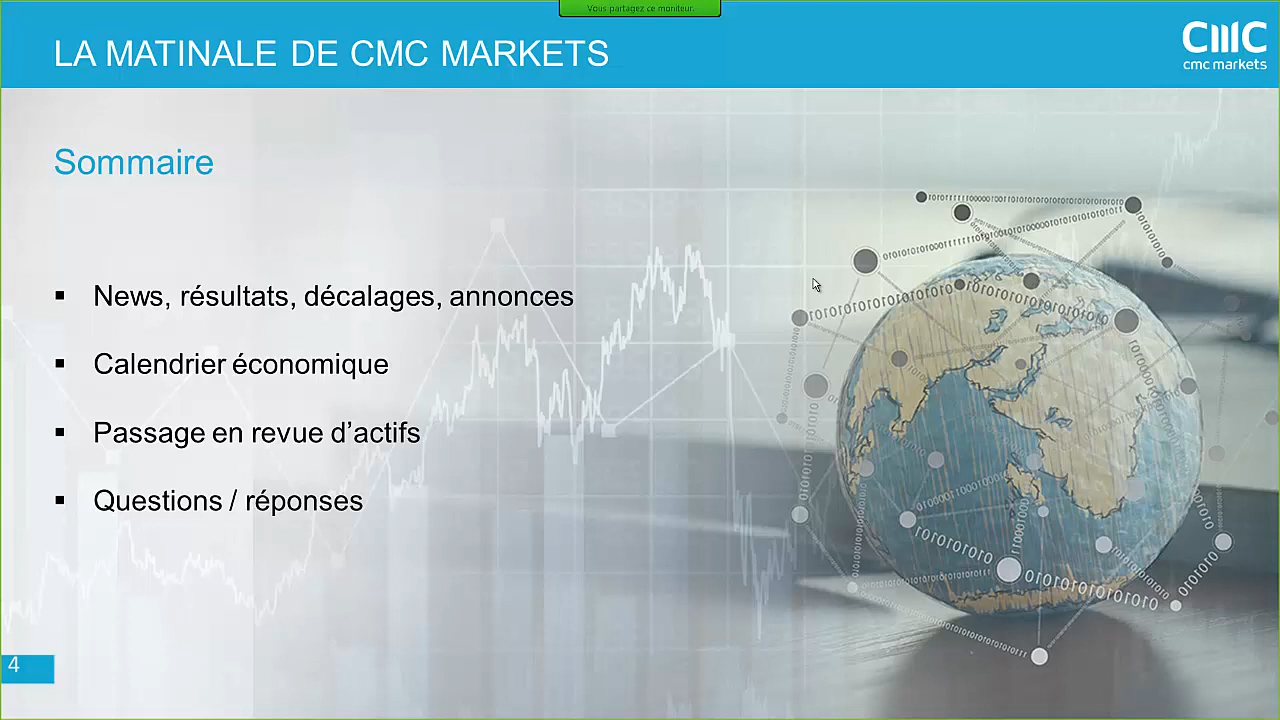 Vous partagez ce moniteur.
LA MATINALE DE CMC MARKETS
CMC
cmc markets
Sommaire
▪ News, résultats, décalages, annonces
▪ Calendrier économique
▪ Passage en revue d’actifs
▪ Questions / réponses
4